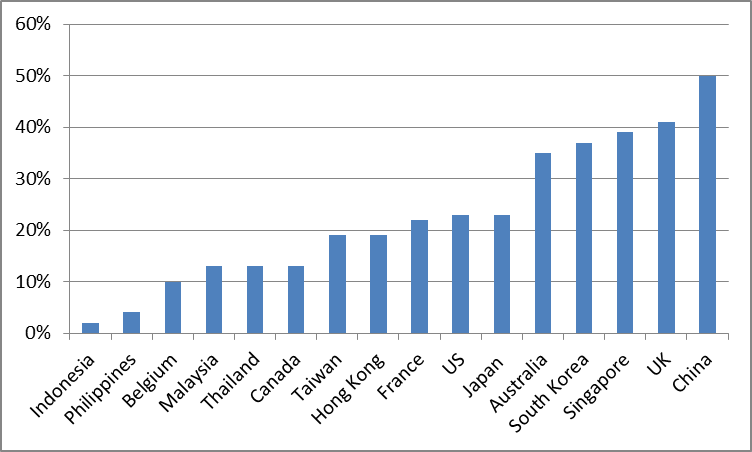 60%
50%
40%
30%
20%
10%
0%
Indonesia
Philippines
Belgium
Malaysia
Thailand
Canada
Taiwan
Hong Kong
France
US
Japan
Australia
South Korea
Singapore
UK
China